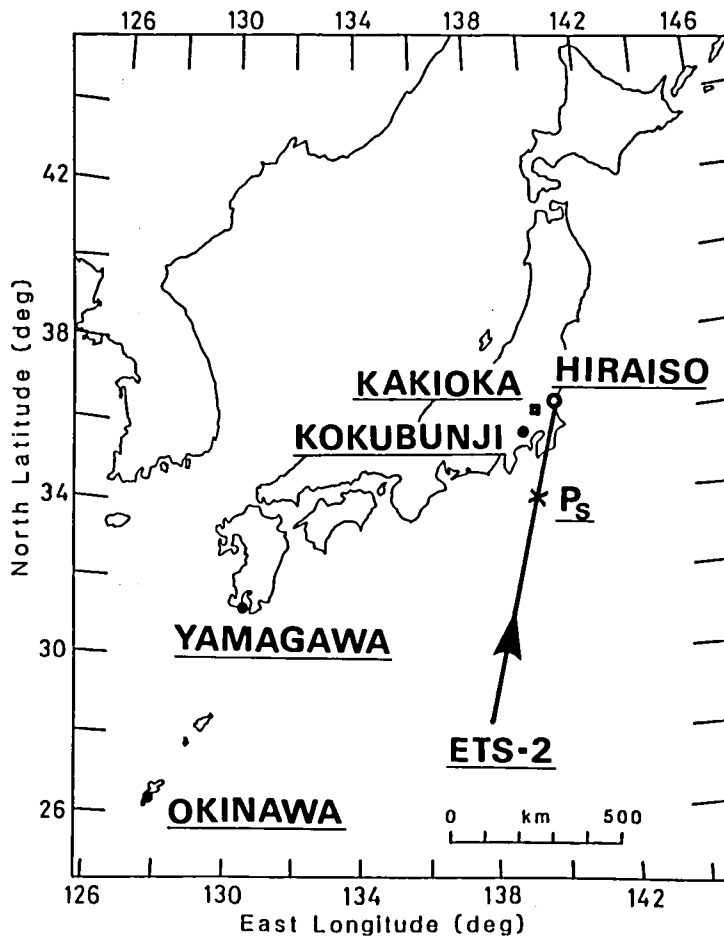 126 130 134 138 142 146
42
38
34
30
26
North Latitude (deg)
HIRAISO
KAKIOKA
KOKUBUNJI
PS
YAMAGAWA
ETS-2
OKINAWA
0 km 500
126 130 134 138 142
East Longitude (deg)